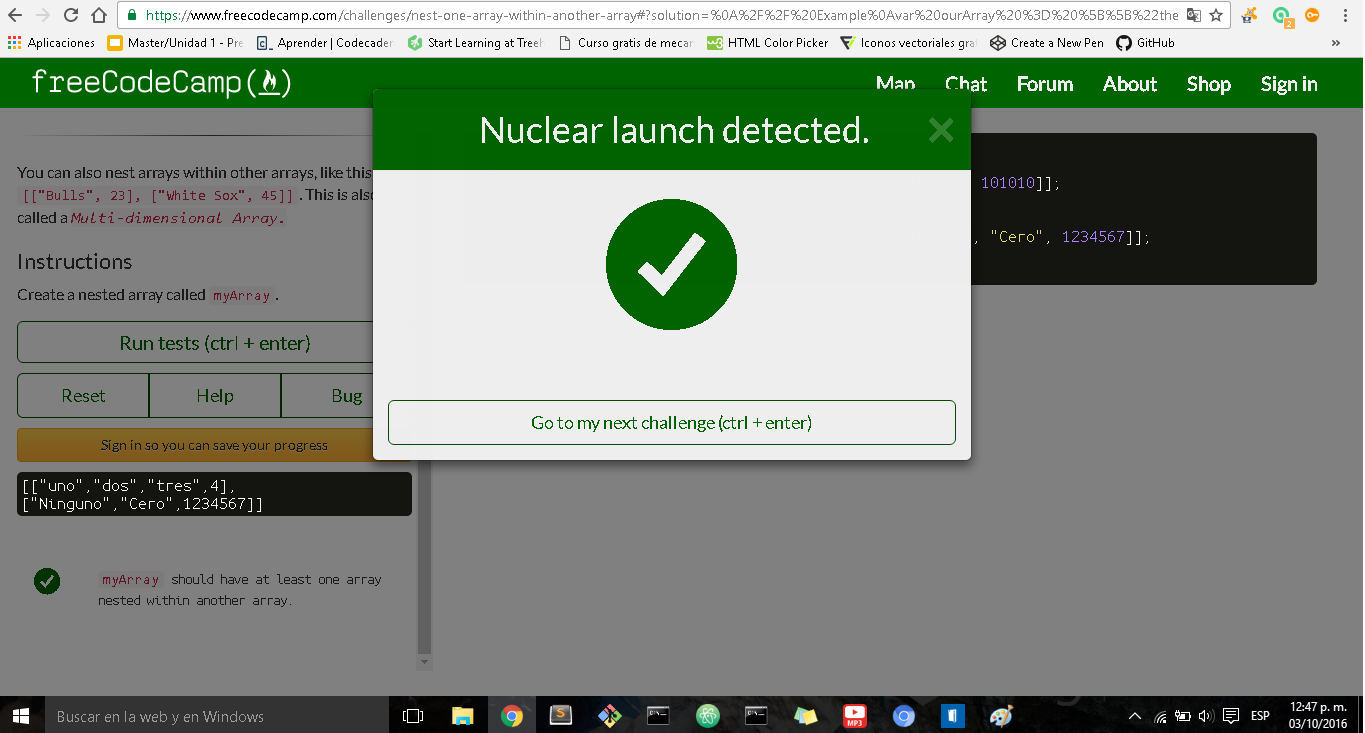 https://www.freecodecamp.com/challenges/nest-one-array-within-another-array#?solution=%0A%2F%2F%20Example%0Avar%20ourArray%20%3D%20%5B%5B%22the
Aplicaciones Master/Unidad 1 - Pre Aprender | Codecader Start Learning at Treeh Curso gratis de mecar HTML Color Picker Iconos vectoriales gra Create a New Pen GitHub »
freeCodeCamp
Map Chat Forum About Shop Sign in
Nuclear launch detected. ×
You can also nest arrays within other arrays, like this
[["Bulls", 23], ["White Sox", 45]] . This is also
called a Multi-dimensional Array.
Instructions
Create a nested array called myArray .
Run tests (ctrl + enter)
Reset Help Bug
Sign in so you can save your progress
[["uno","dos","tres",4],
["Ninguno","Cero",1234567]]
myArray should have at least one array
nested within another array.
Go to my next challenge (ctrl + enter)
101010]];
, "Cero", 1234567]];
Buscar en la web y en Windows
MP3
ESP
12:47 p. m.
03/10/2016